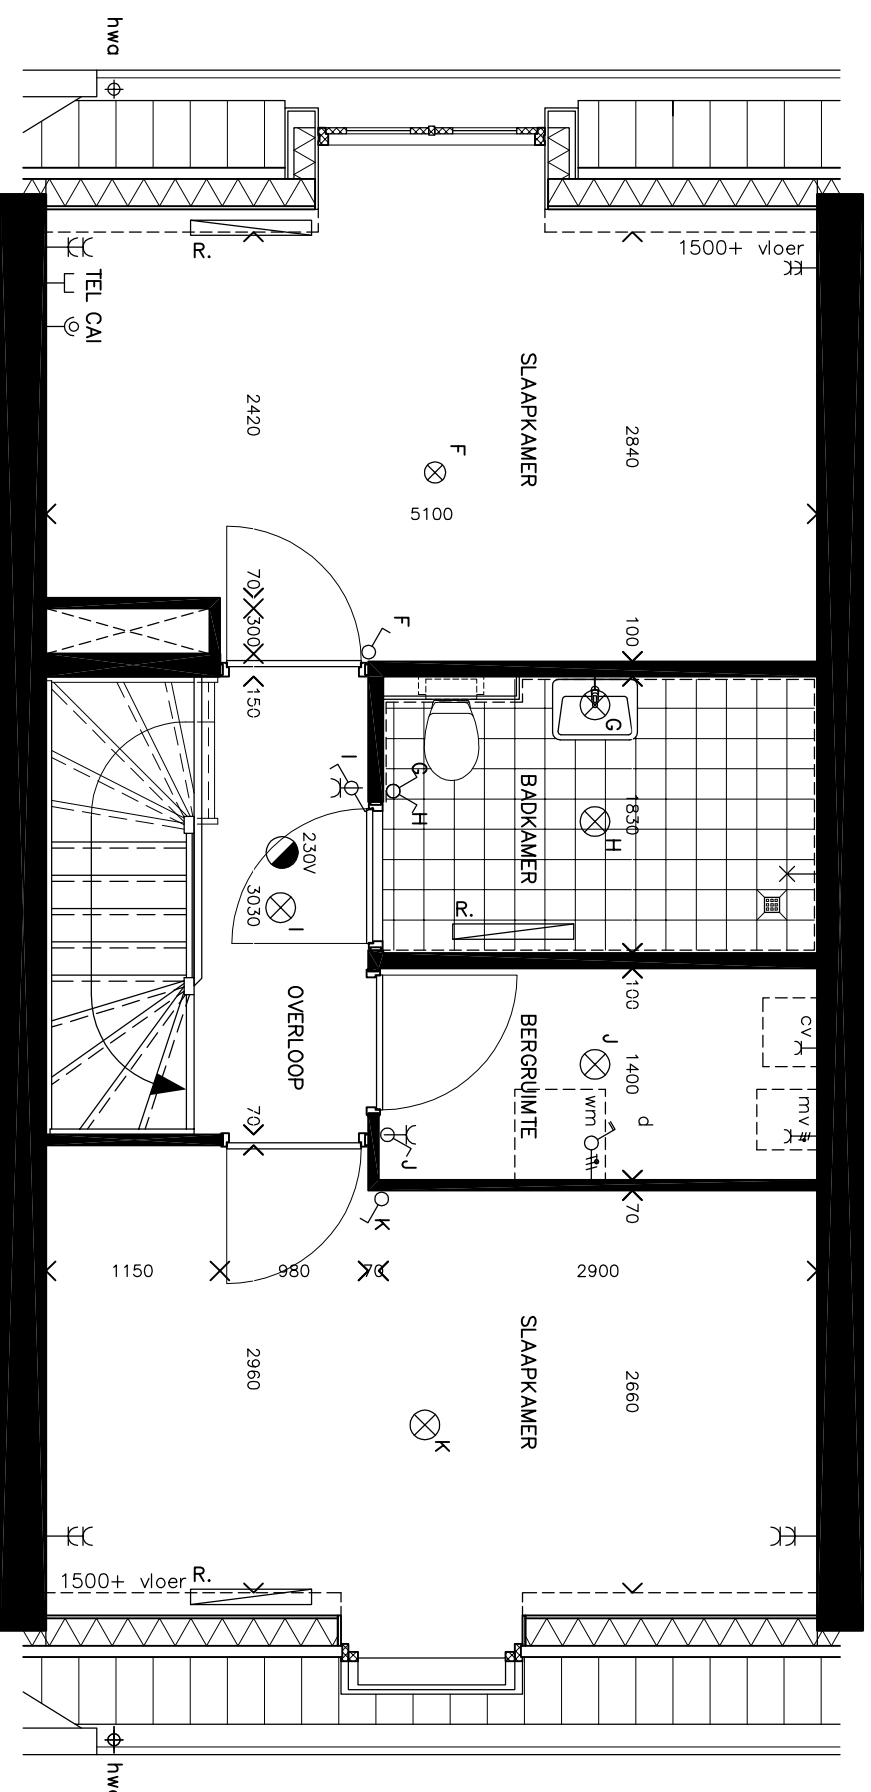 hwa
R.
1500+ vloer
TEL CAI
SLAAPKAMER
2420
2840
F
5100
70
300
F
100
150
G
I
G
H
BADKAMER
1830
H
230V
3030
I
R.
OVERLOOP
100
cv
BERGRUIMTE
J
1400
wm
d
mv
70
J
K
70
1150
980
70
2900
SLAAPKAMER
2960
2660
K
1500+ vloer
R.